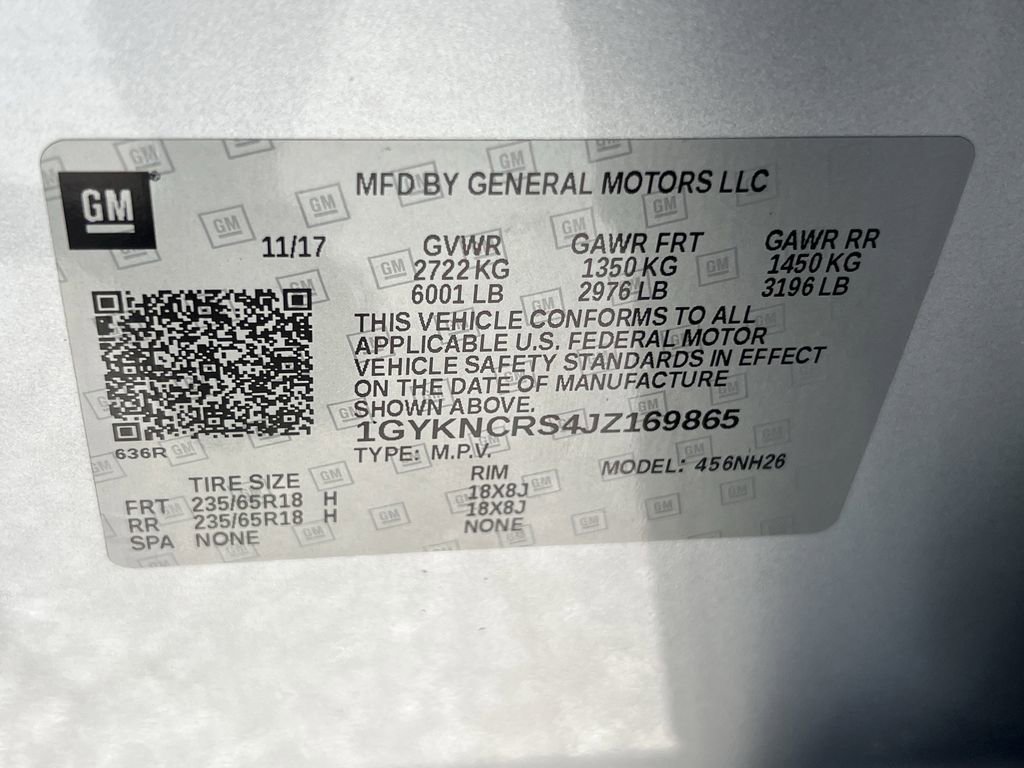 GM
MFD BY GENERAL MOTORS LLC
11/17
GVWR GAWR FRT GAWR RR
2722 KG 1350 KG 1450 KG
6001 LB 2976 LB 3196 LB
THIS VEHICLE CONFORMS TO ALL
APPLICABLE U.S. FEDERAL MOTOR
VEHICLE SAFETY STANDARDS IN EFFECT
ON THE DATE OF MANUFACTURE
SHOWN ABOVE.
1GYKNCRS4JZ169865
636R
TYPE: M.P.V. MODEL: 456NH26
TIRE SIZE RIM
FRT 235/65R18 H 18X8J
RR 235/65R18 H 18X8J
SPA NONE NONE